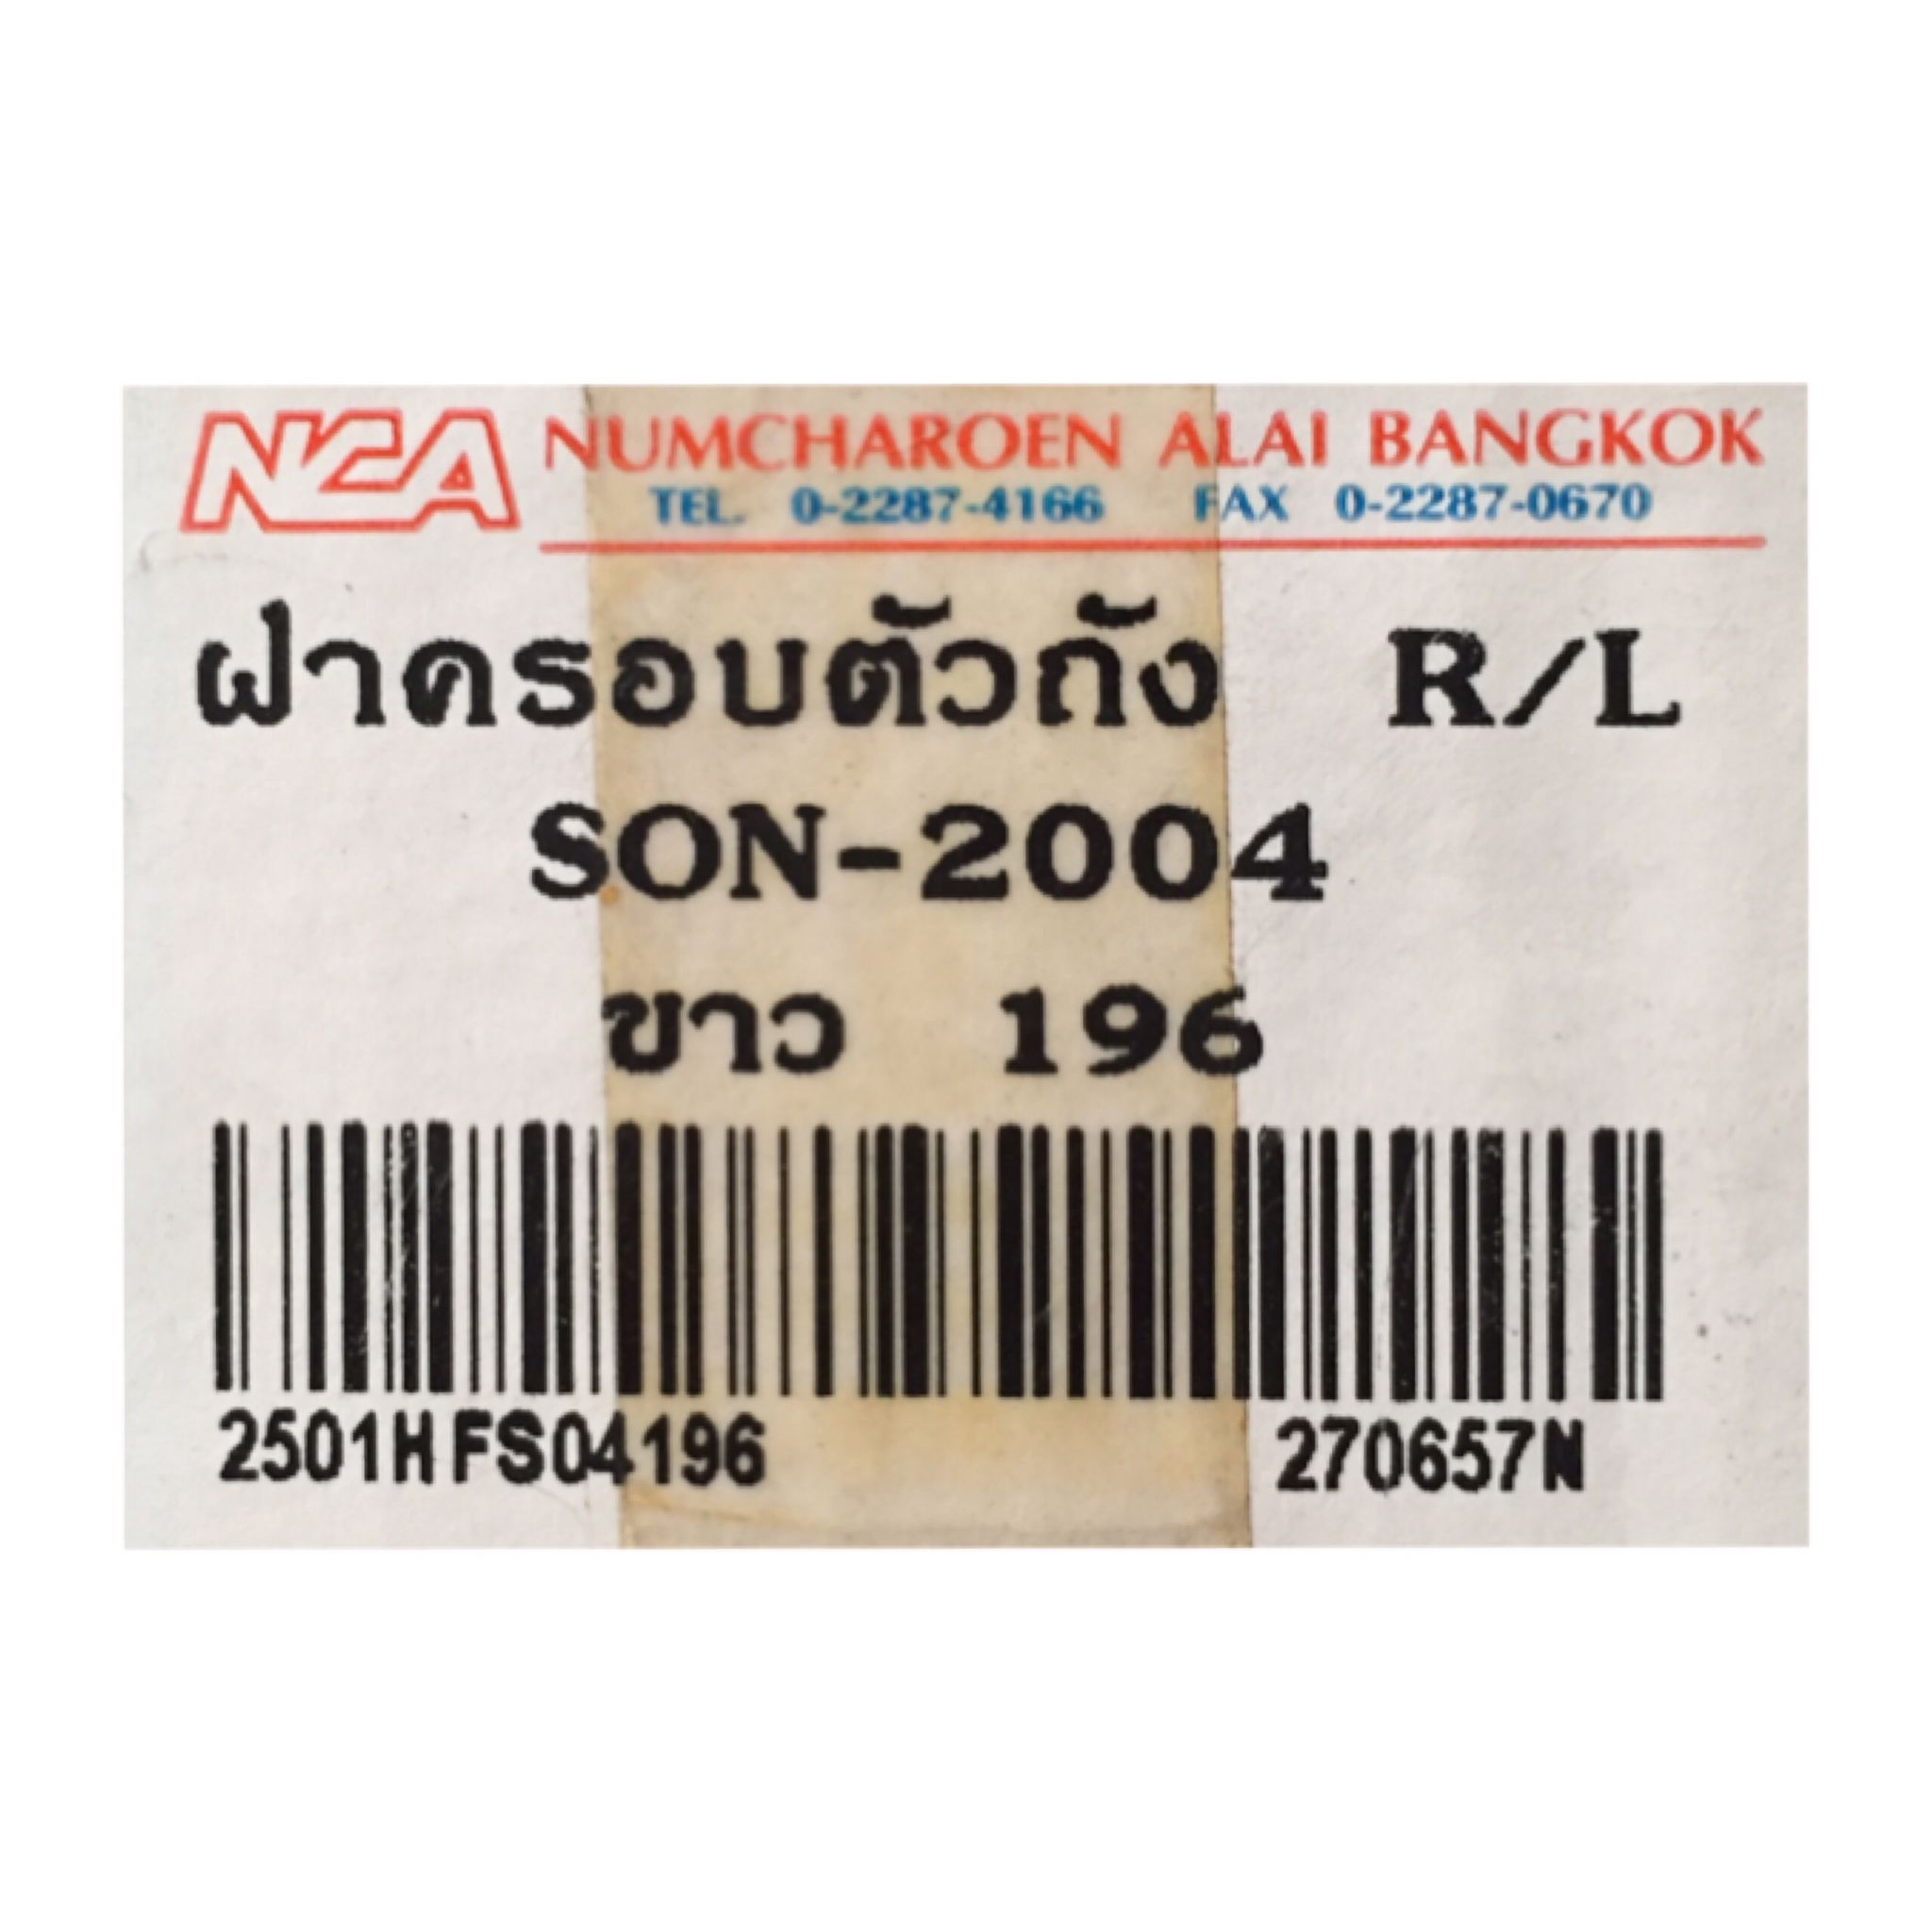 NCA NUMCHAROEN ALAI BANGKOK
TEL. 0-2287-4166 FAX 0-2287-0670
ฝาครอบตัวถัง R/L
SON-2004
ขาว 196
2501HFS04196 270657N